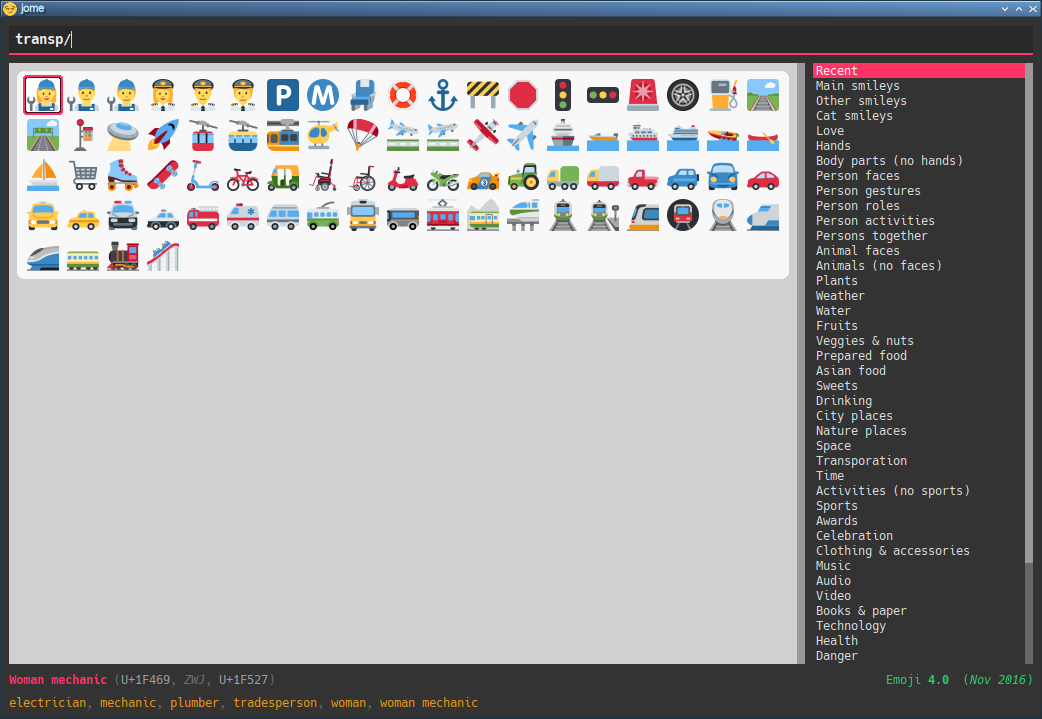 jome
transp/
P
M
3
Recent
Main smileys
Other smileys
Cat smileys
Love
Hands
Body parts (no hands)
Person faces
Person gestures
Person roles
Person activities
Persons together
Animal faces
Animals (no faces)
Plants
Weather
Water
Fruits
Veggies & nuts
Prepared food
Asian food
Sweets
Drinking
City places
Nature places
Space
Transporation
Time
Activities (no sports)
Sports
Awards
Celebration
Clothing & accessories
Music
Audio
Video
Books & paper
Technology
Health
Danger
Woman mechanic (U+1F469, ZWJ, U+1F527)
Emoji 4.0 (Nov 2016)
electrician, mechanic, plumber, tradesperson, woman, woman mechanic